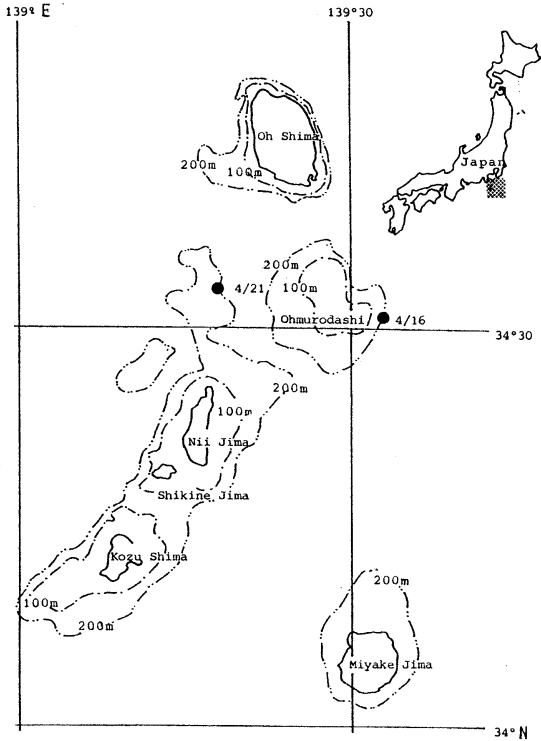 139° E
139°30
Oh Shima
200m
100m
Japan
200m
4/21
100m
Ohmurodashi
4/16
34°30
200m
100m
Nii Jima
Shikine Jima
Kozu Shima
100m
200m
200m
Miyake Jima
34°N